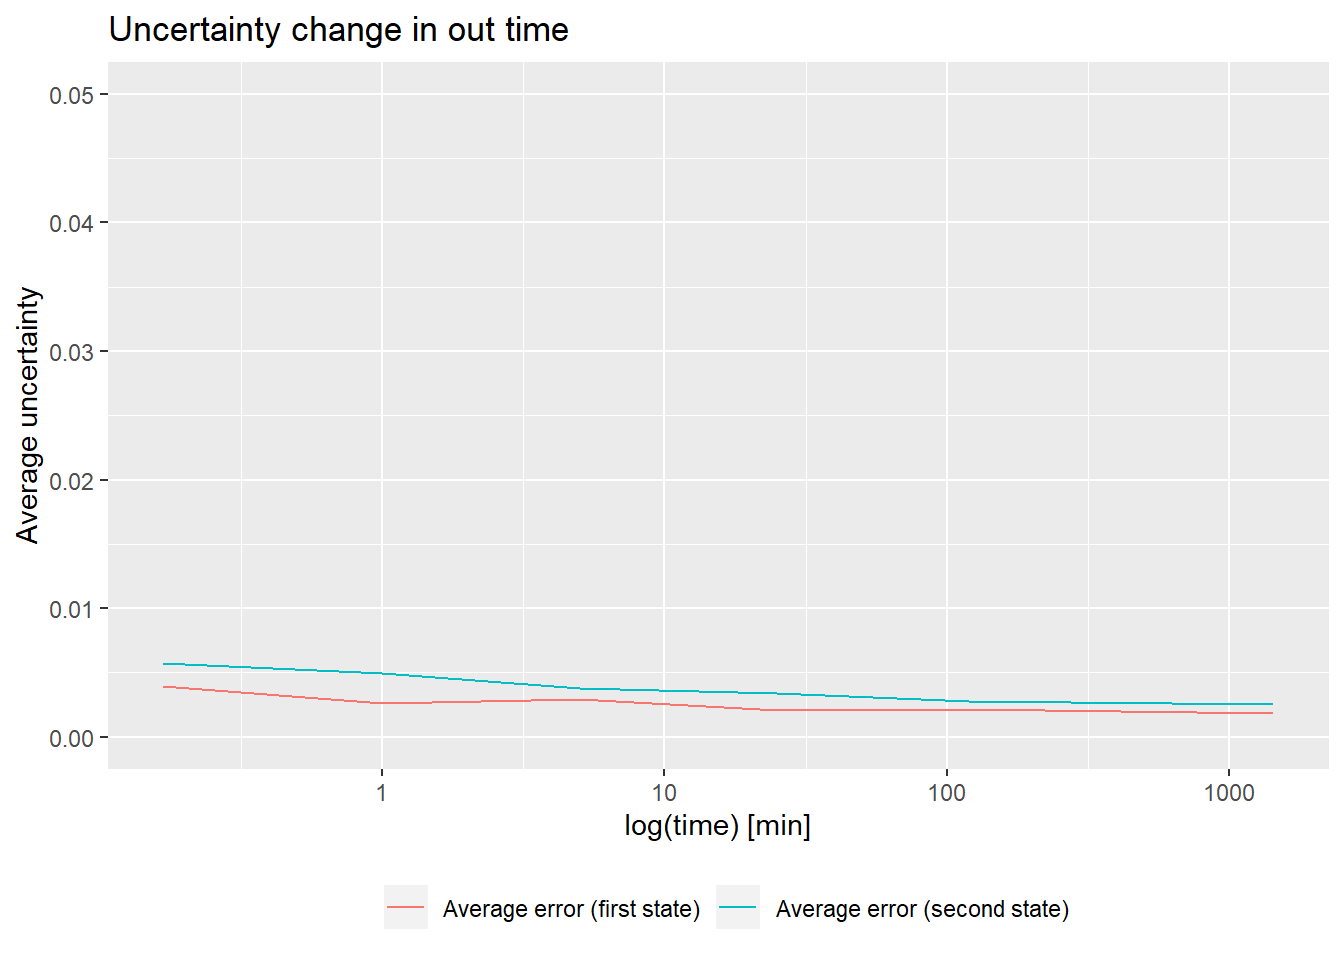 Uncertainty change in out time
Average uncertainty
0.05
0.04
0.03
0.02
0.01
0.00
1 10 100 1000
log(time) [min]
Average error (first state) Average error (second state)